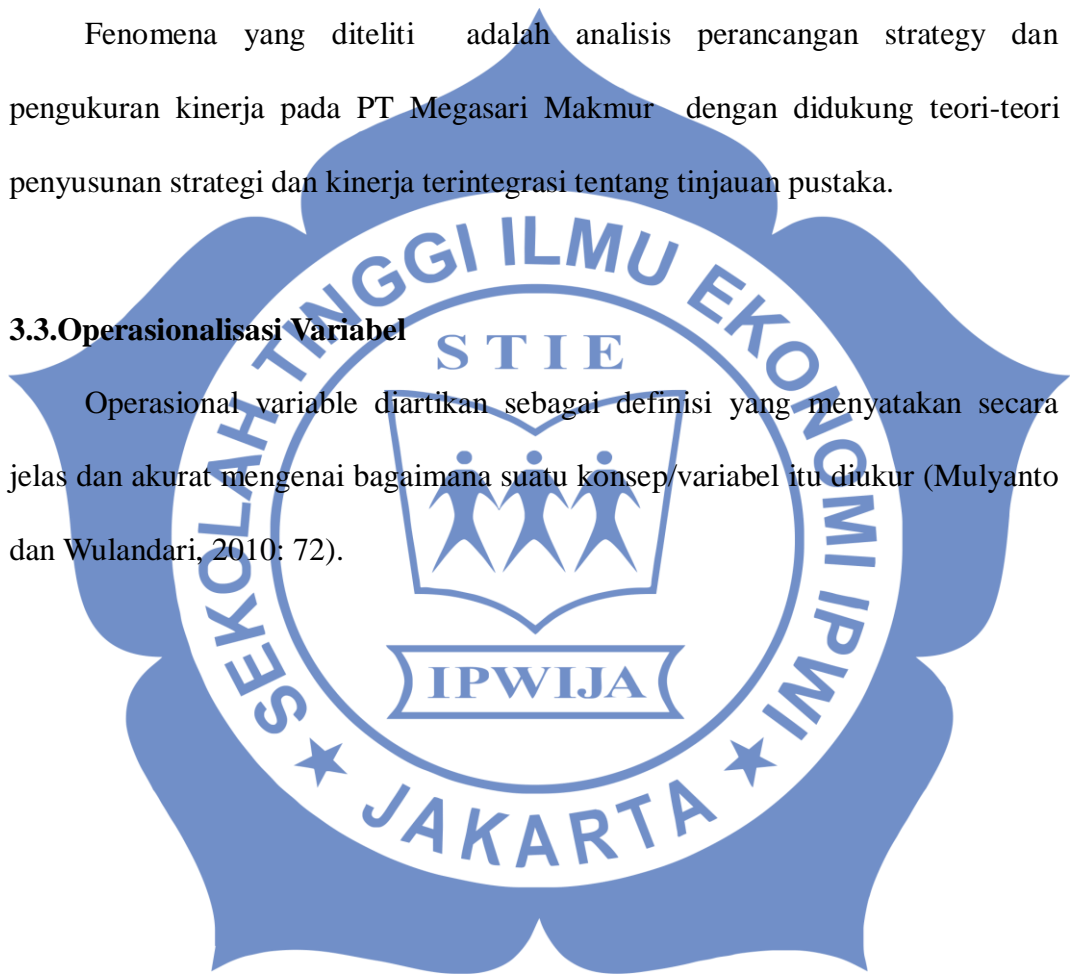 Fenomena yang diteliti adalah analisis perancangan strategy dan
pengukuran kinerja pada PT Megasari Makmur dengan didukung teori-teori
penyusunan strategi dan kinerja terintegrasi tentang tinjauan pustaka.
3.3.Operasionalisasi Variabel
Operasional variable diartikan sebagai definisi yang menyatakan secara
jelas dan akurat mengenai bagaimana suatu konsep/variabel itu diukur (Mulyanto
dan Wulandari, 2010: 72).
SEKOLAH TINGGI ILMU EKONOMI IPWI
STIE
IPWIJA
★ JAKARTA ★